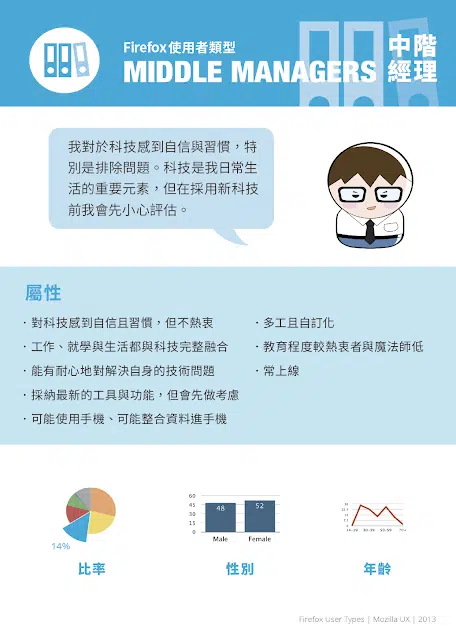 Firefox 使用者類型
MIDDLE MANAGERS
中階
經理
我對於科技感到自信與習慣，特
別是排除問題。科技是我日常生
活的重要元素，但在採用新科技
前我會先小心評估。
屬性
．對科技感到自信且習慣，但不熱衷
．工作、就學與生活都與科技完整融合
．能有耐心地對解決自身的技術問題
．採納最新的工具與功能，但會先做考慮
．可能使用手機、可能整合資料進手機
．多工且自訂化
．教育程度較熱衷者與魔法師低
．常上線
14%
比率
60
45
30
15
0
48
52
Male
Female
性別
年齡
Firefox User Types | Mozilla UX | 2013